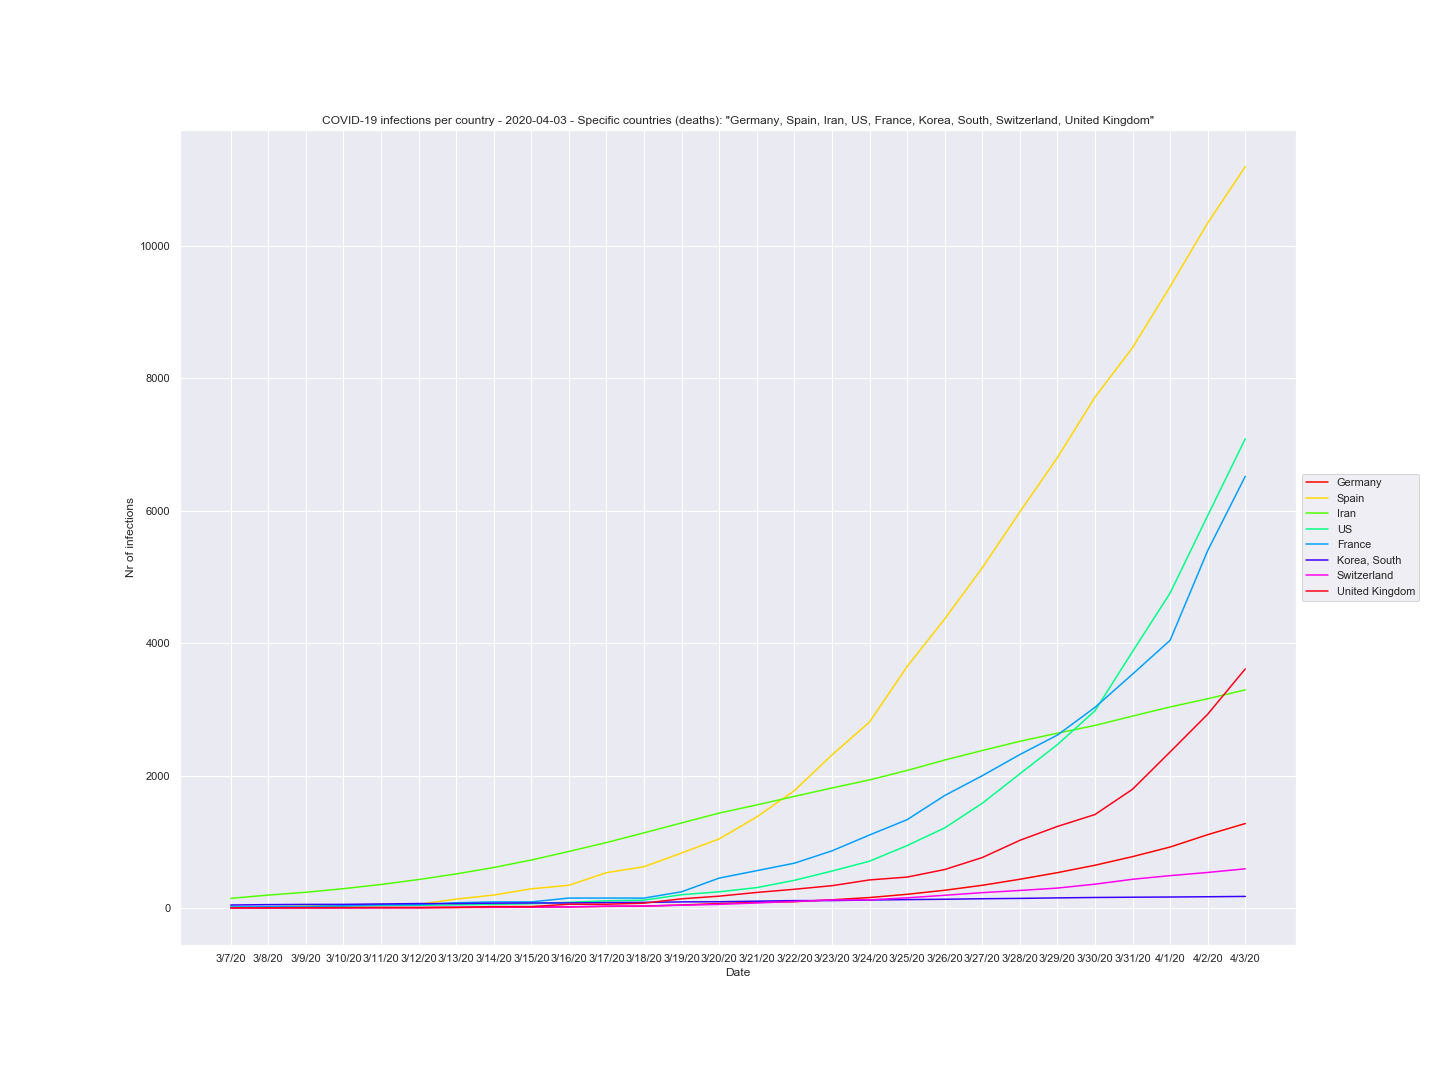 COVID-19 infections per country - 2020-04-03 - Specific countries (deaths): "Germany, Spain, Iran, US, France, Korea, South, Switzerland, United Kingdom"
10000
8000
6000
4000
2000
0
Nr of infections
Germany
Spain
Iran
US
France
Korea, South
Switzerland
United Kingdom
3/7/20 3/8/20 3/9/20 3/10/20 3/11/20 3/12/20 3/13/20 3/14/20 3/15/20 3/16/20 3/17/20 3/18/20 3/19/20 3/20/20 3/21/20 3/22/20 3/23/20 3/24/20 3/25/20 3/26/20 3/27/20 3/28/20 3/29/20 3/30/20 3/31/20 4/1/20 4/2/20 4/3/20
Date